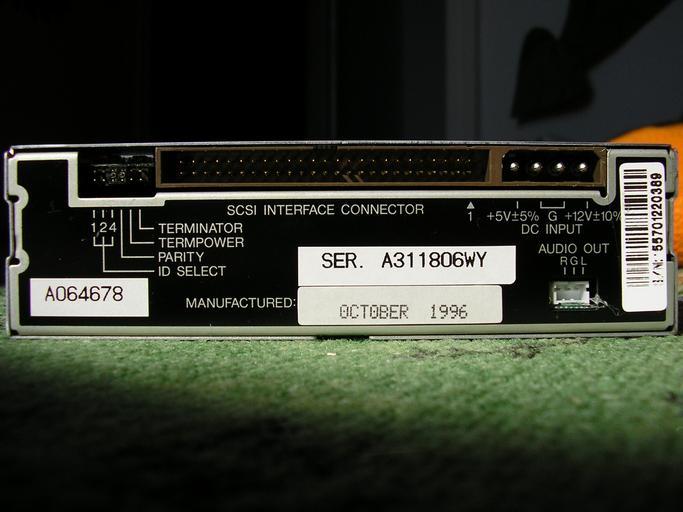 SCSI INTERFACE CONNECTOR
1
+5V±5% G +12V±10%
DC INPUT
1 2 4
TERMINATOR
TERMPOWER
PARITY
ID SELECT
AUDIO OUT
R G L
SER. A311806WY
A064678
MANUFACTURED:
OCTOBER 1996
S/N: 55701220389